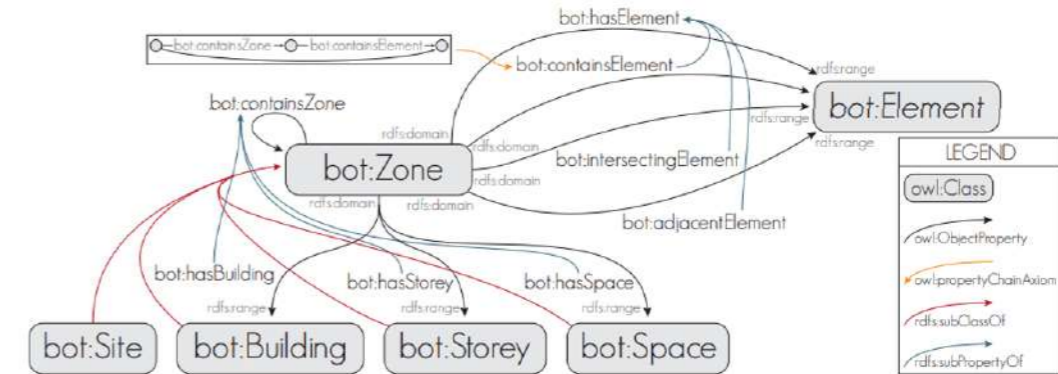 bot:hasElement
bot:containsZone
bot:containsElement
bot:containsElement
rdfs:range
bot:Element
bot:containsZone
rdfs:domain
rdfs:domain
rdfs:range
rdfs:range
bot:Zone
bot:intersectingElement
rdfs:domain
LEGEND
owl:Class
rdfs:domain
rdfs:domain
bot:adjacentElement
owl:ObjectProperty
bot:hasBuilding
bot:hasStorey
bot:hasSpace
owl:propertyChainAxiom
rdfs:range
rdfs:range
rdfs:range
rdfs:subClassOf
bot:Site
bot:Building
bot:Storey
bot:Space
rdfs:subPropertyOf